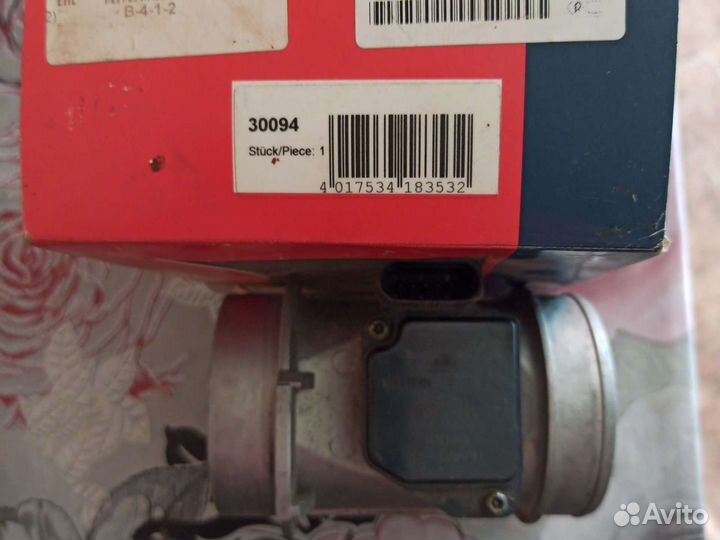 B-4-1-2
30094
Stück/Piece: 1
4 017534 183532
Avito